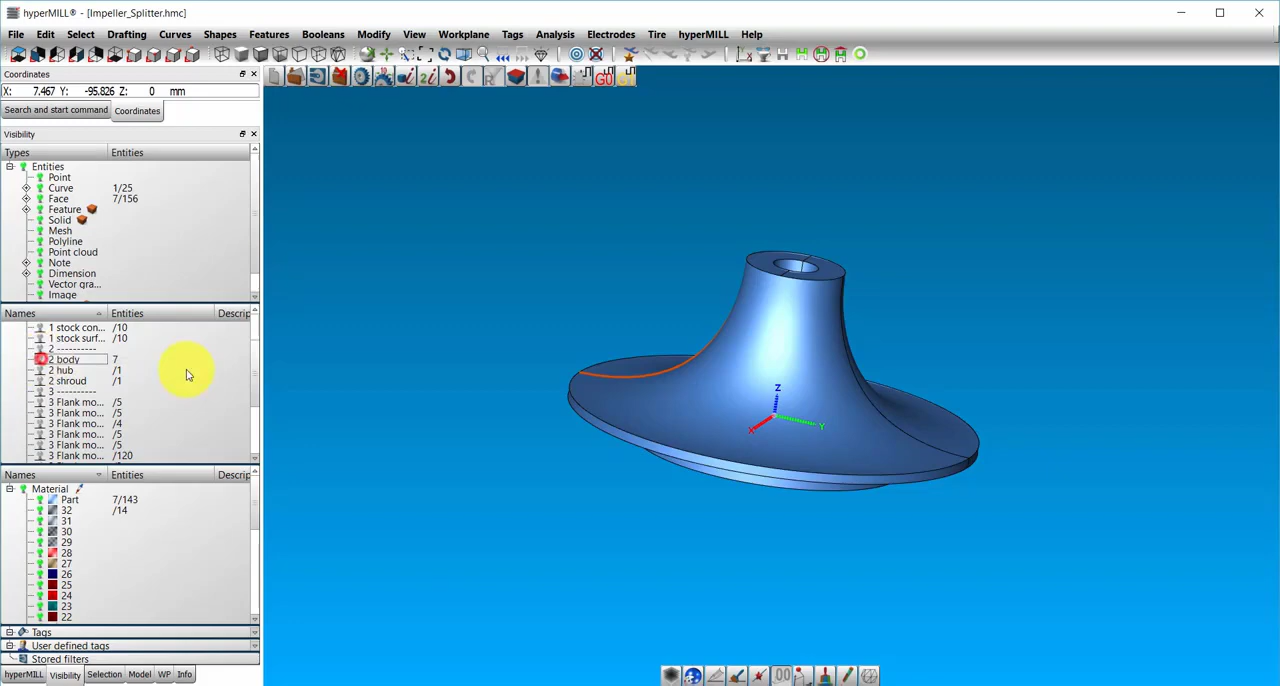 hyperMILL® - [Impeller_Splitter.hmc]
File Edit Select Drafting Curves Shapes Features Booleans Modify View Workplane Tags Analysis Electrodes Tire hyperMILL Help
Coordinates
X: 7.467 Y: -95.826 Z: 0 mm
Search and start command Coordinates
Visibility
Types Entities
Entities
Point
Curve 1/25
Face 7/156
Feature
Solid
Mesh
Polyline
Point cloud
Note
Dimension
Vector gra...
Image
Names Entities Descrip
1 stock con... /10
1 stock surf... /10
2 ----------
2 body 7
2 hub /1
2 shroud /1
3 ----------
3 Flank mo... /5
3 Flank mo... /5
3 Flank mo... /4
3 Flank mo... /5
3 Flank mo... /5
3 Flank mo... /120
Names Entities Descrip
Material
Part 7/143
32 /14
31
30
29
28
27
26
25
24
23
22
Tags
User defined tags
Stored filters
hyperMILL Visibility Selection Model WP Info
Z
X
Y